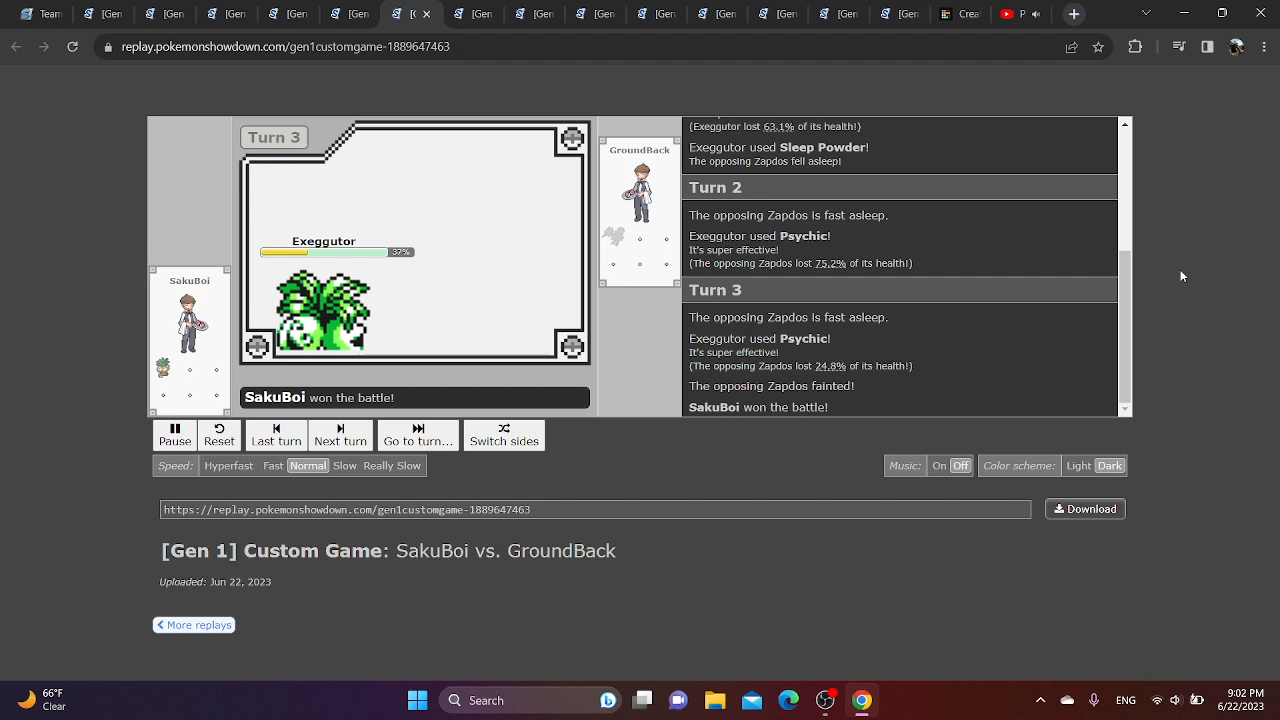 Team
[Gen
[Gen
[Gen
[Gen
[Gen
[Gen
[Gen
[Gen
[Gen
[Gen
[Gen
[Gen
[Gen
Crea
P
replay.pokemonshowdown.com/gen1customgame-1889647463
Turn 3
Exeggutor
37%
SakuBoi
GroundBack
SakuBoi won the battle!
(Exeggutor lost 63.1% of its health!)
Exeggutor used Sleep Powder!
The opposing Zapdos fell asleep!
Turn 2
The opposing Zapdos is fast asleep.
Exeggutor used Psychic!
It's super effective!
(The opposing Zapdos lost 75.2% of its health!)
Turn 3
The opposing Zapdos is fast asleep.
Exeggutor used Psychic!
It's super effective!
(The opposing Zapdos lost 24.8% of its health!)
The opposing Zapdos fainted!
SakuBoi won the battle!
Pause Reset Last turn Next turn Go to turn... Switch sides
Speed: Hyperfast Fast Normal Slow Really Slow
Music: On Off Color scheme: Light Dark
https://replay.pokemonshowdown.com/gen1customgame-1889647463
Download
[Gen 1] Custom Game: SakuBoi vs. GroundBack
Uploaded: Jun 22, 2023
More replays
66°F
Clear
Search
ENG
9:02 PM
6/22/2023